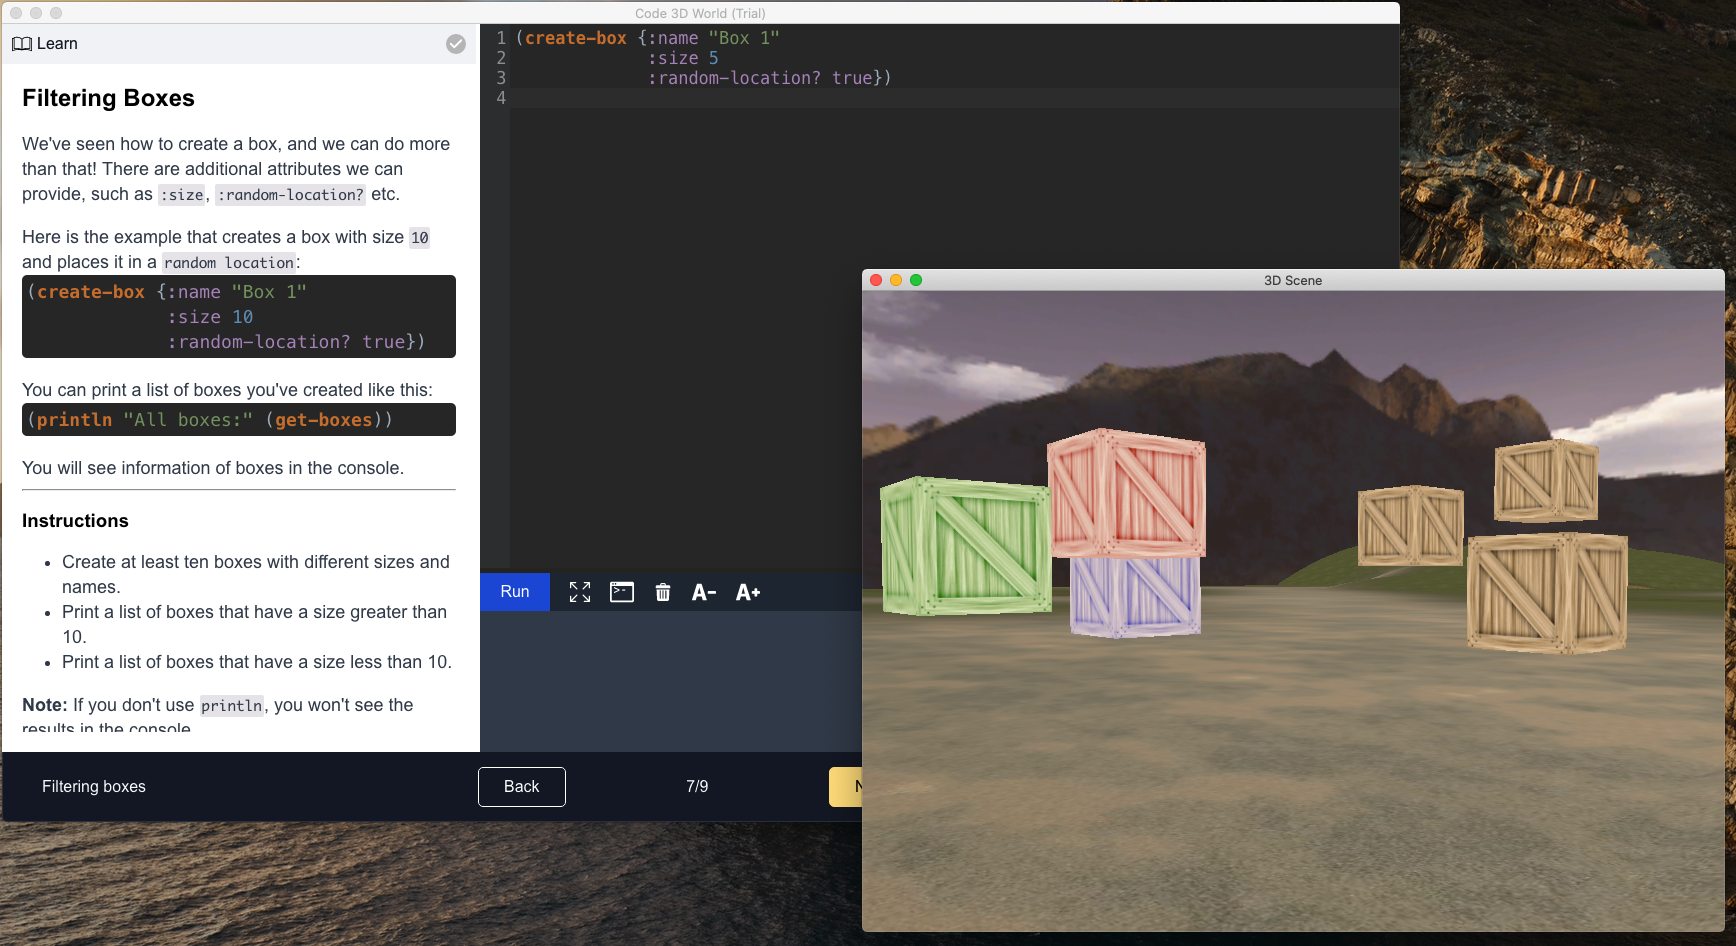 Code 3D World (Trial)
Learn
Filtering Boxes
We've seen how to create a box, and we can do more
than that! There are additional attributes we can
provide, such as :size, :random-location? etc.
Here is the example that creates a box with size 10
and places it in a random location:
(create-box {:name "Box 1"
:size 10
:random-location? true})
You can print a list of boxes you've created like this:
(println "All boxes:" (get-boxes))
You will see information of boxes in the console.
Instructions
• Create at least ten boxes with different sizes and
names.
• Print a list of boxes that have a size greater than
10.
• Print a list of boxes that have a size less than 10.
Note: If you don't use println, you won't see the
results in the console
1 (create-box {:name "Box 1"
2 :size 5
3 :random-location? true})
4
Run
A-
A+
3D Scene
Filtering boxes
Back
7/9